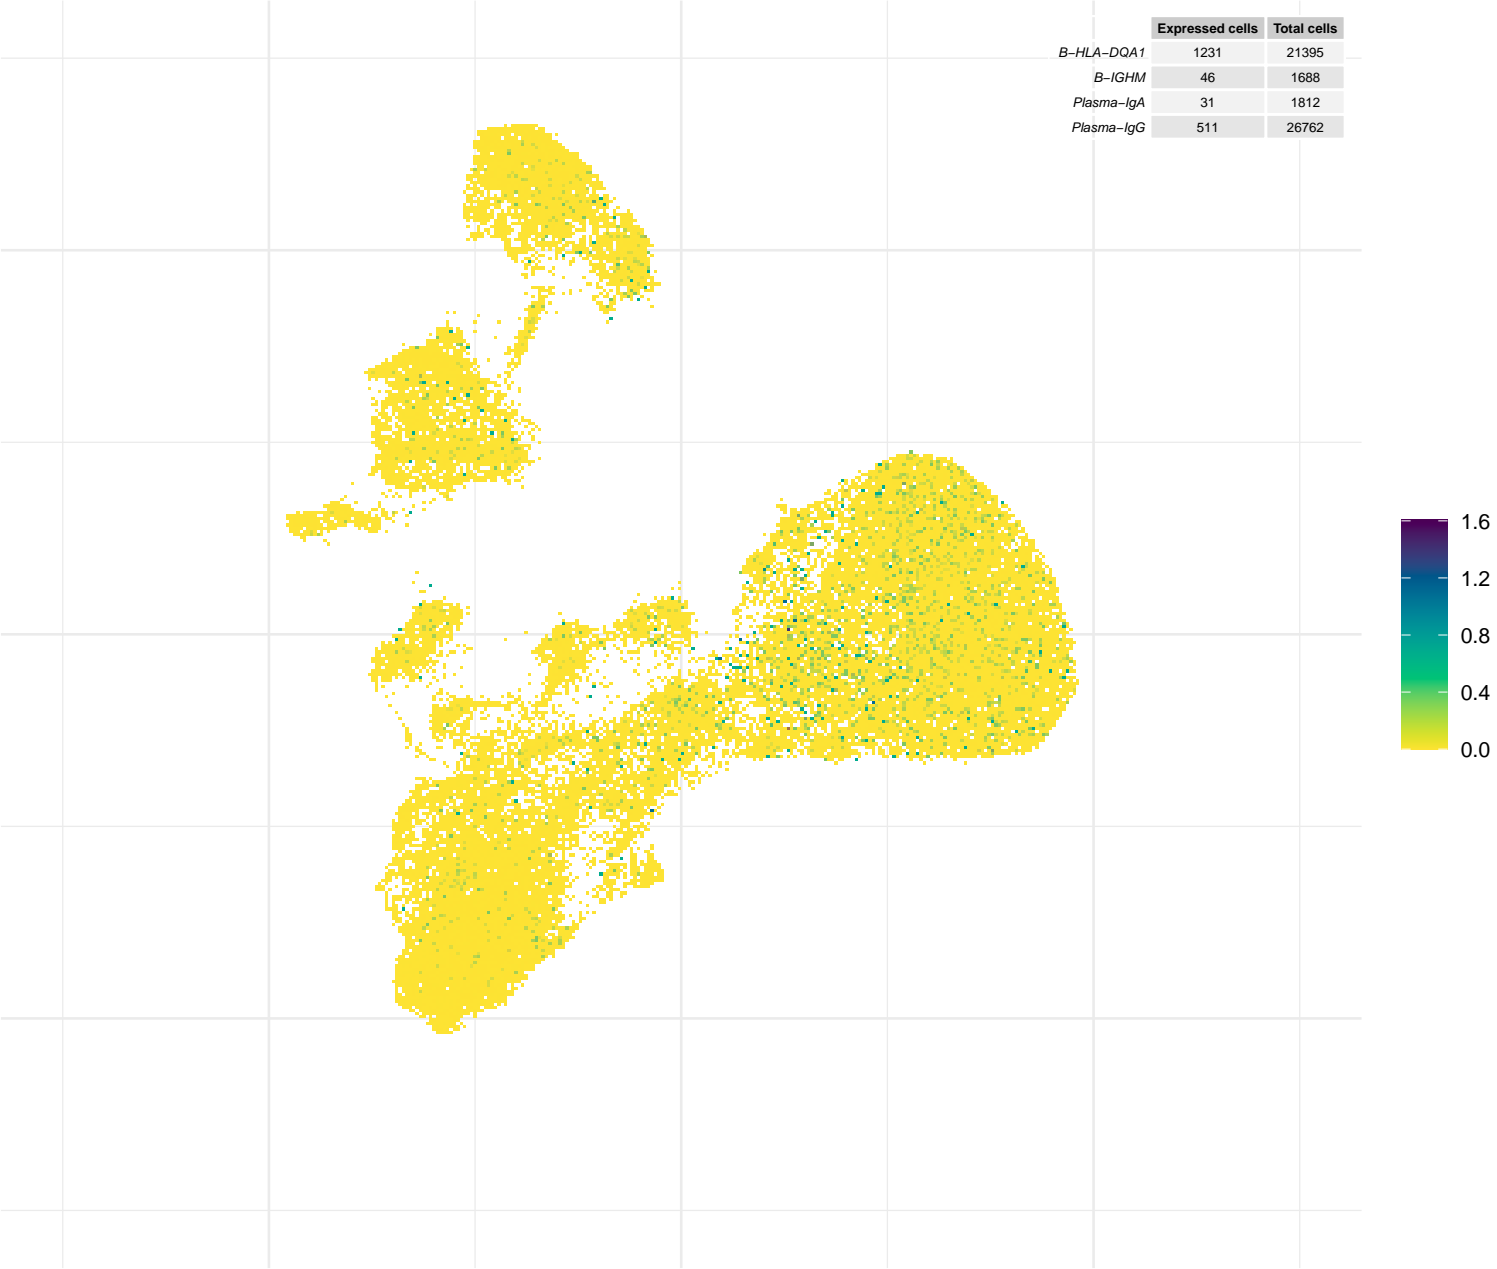 Expressed cells Total cells
B−HLA−DQA1 1231 21395
B−IGHM 46 1688
Plasma−IgA 31 1812
Plasma−IgG 511 26762
1.6
1.2
0.8
0.4
0.0